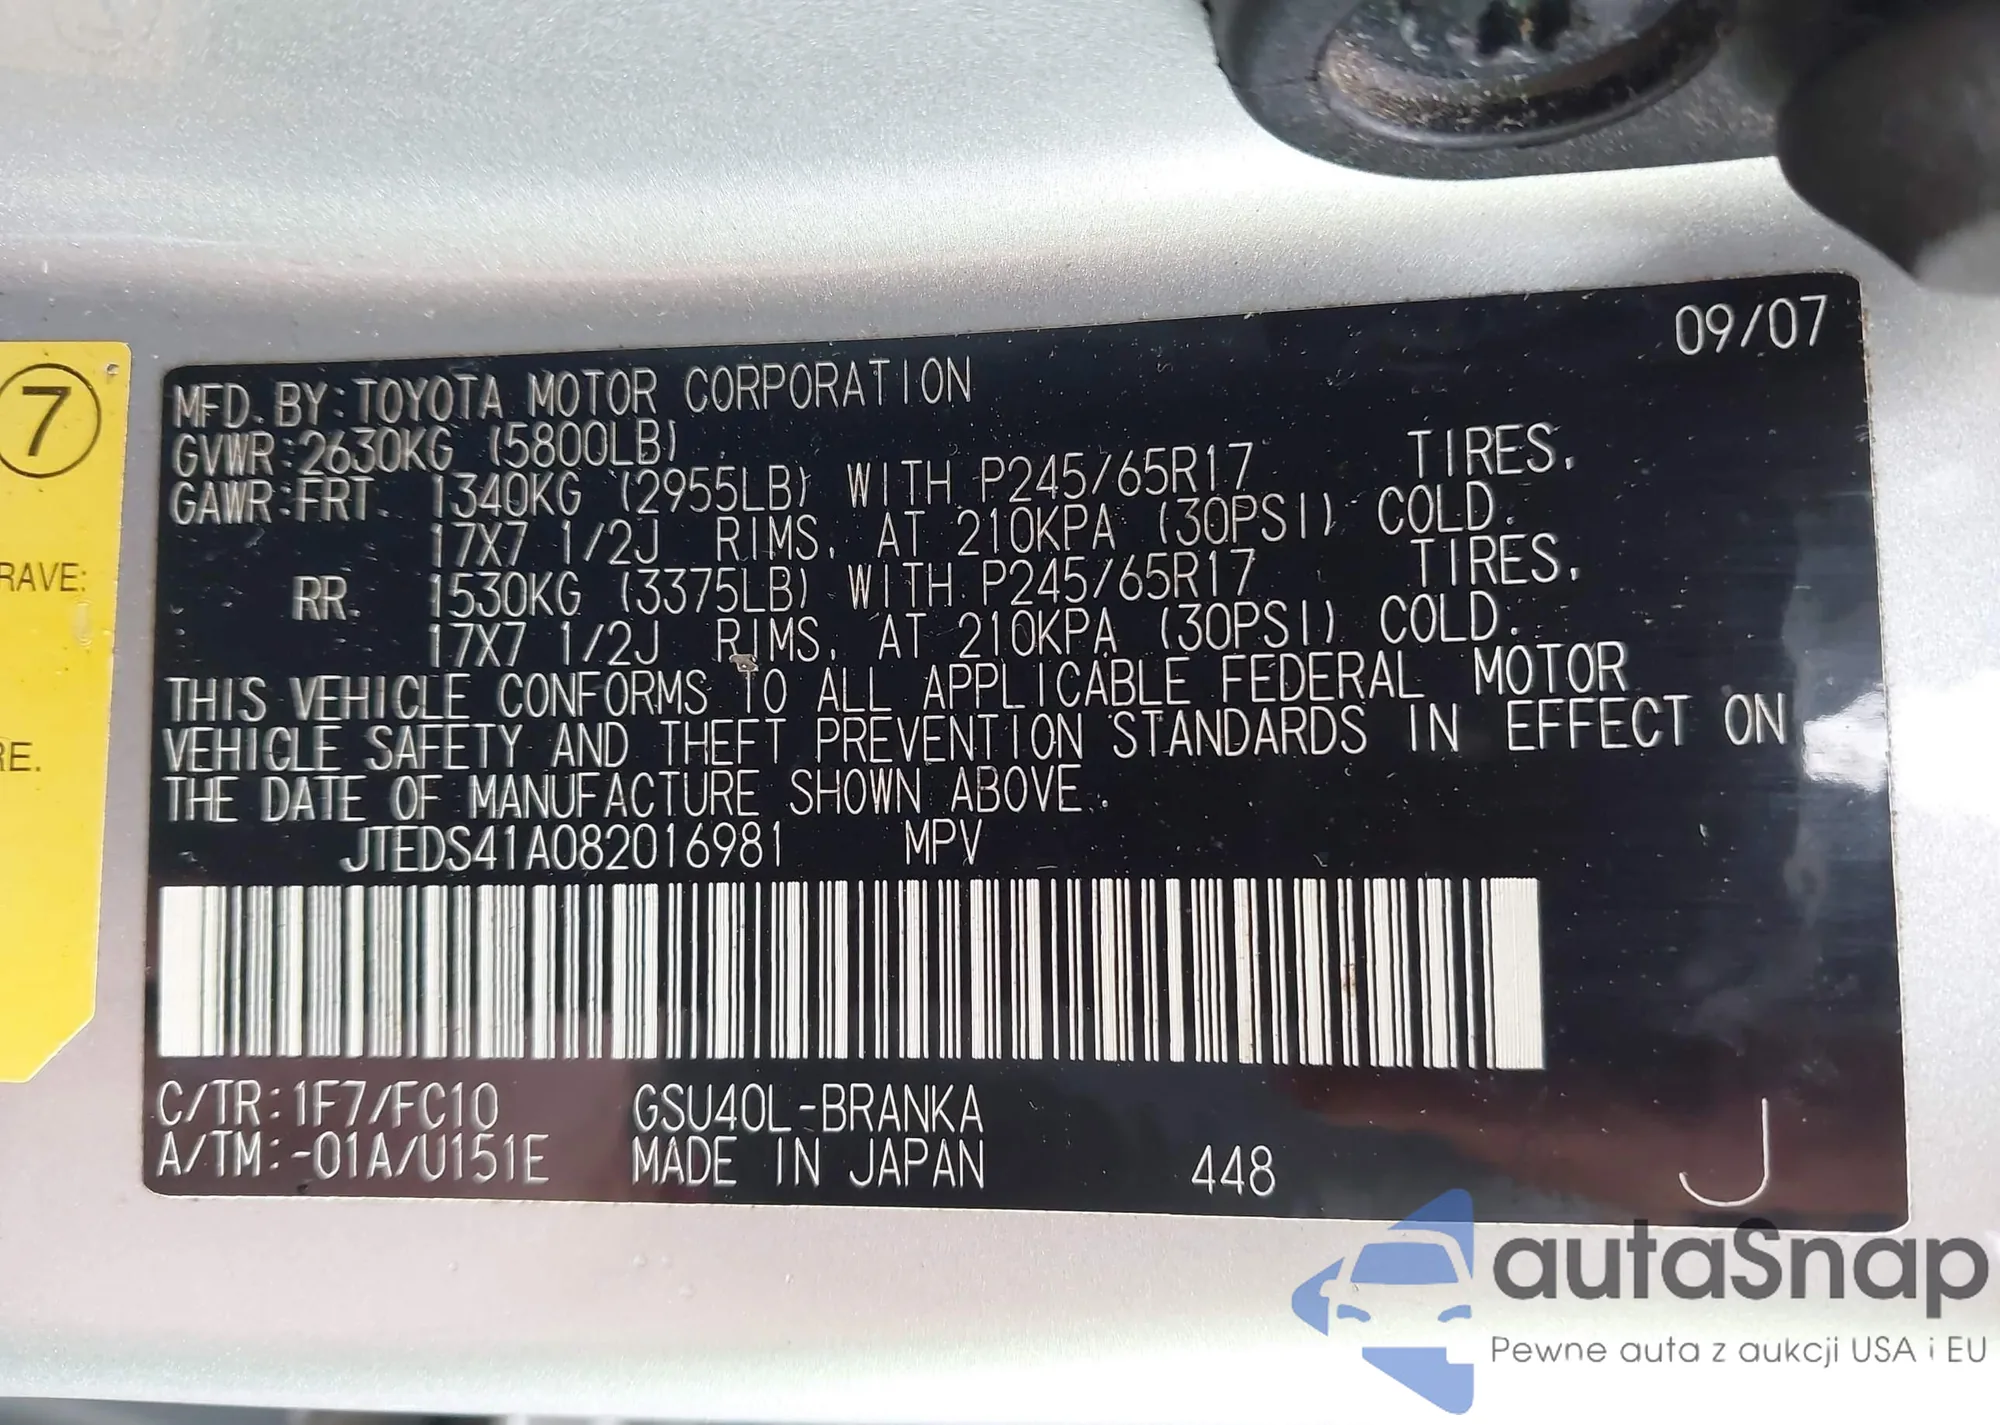 09/07
MFD. BY: TOYOTA MOTOR CORPORATION
GVWR: 2630KG (5800LB)
GAWR: FRT. 1340KG (2955LB) WITH P245/65R17 TIRES,
17X7 1/2J RIMS, AT 210KPA (30PSI) COLD.
RR. 1530KG (3375LB) WITH P245/65R17 TIRES,
17X7 1/2J RIMS, AT 210KPA (30PSI) COLD.
THIS VEHICLE CONFORMS TO ALL APPLICABLE FEDERAL MOTOR
VEHICLE SAFETY AND THEFT PREVENTION STANDARDS IN EFFECT ON
THE DATE OF MANUFACTURE SHOWN ABOVE.
JTEDS41A082016981 MPV
C/TR: 1F7/FC10 GSU40L-BRANKA
A/TM: -01A/U151E MADE IN JAPAN 448 J
7
RAVE:
RE.
autoSnap
Pewne auta z aukcji USA i EU